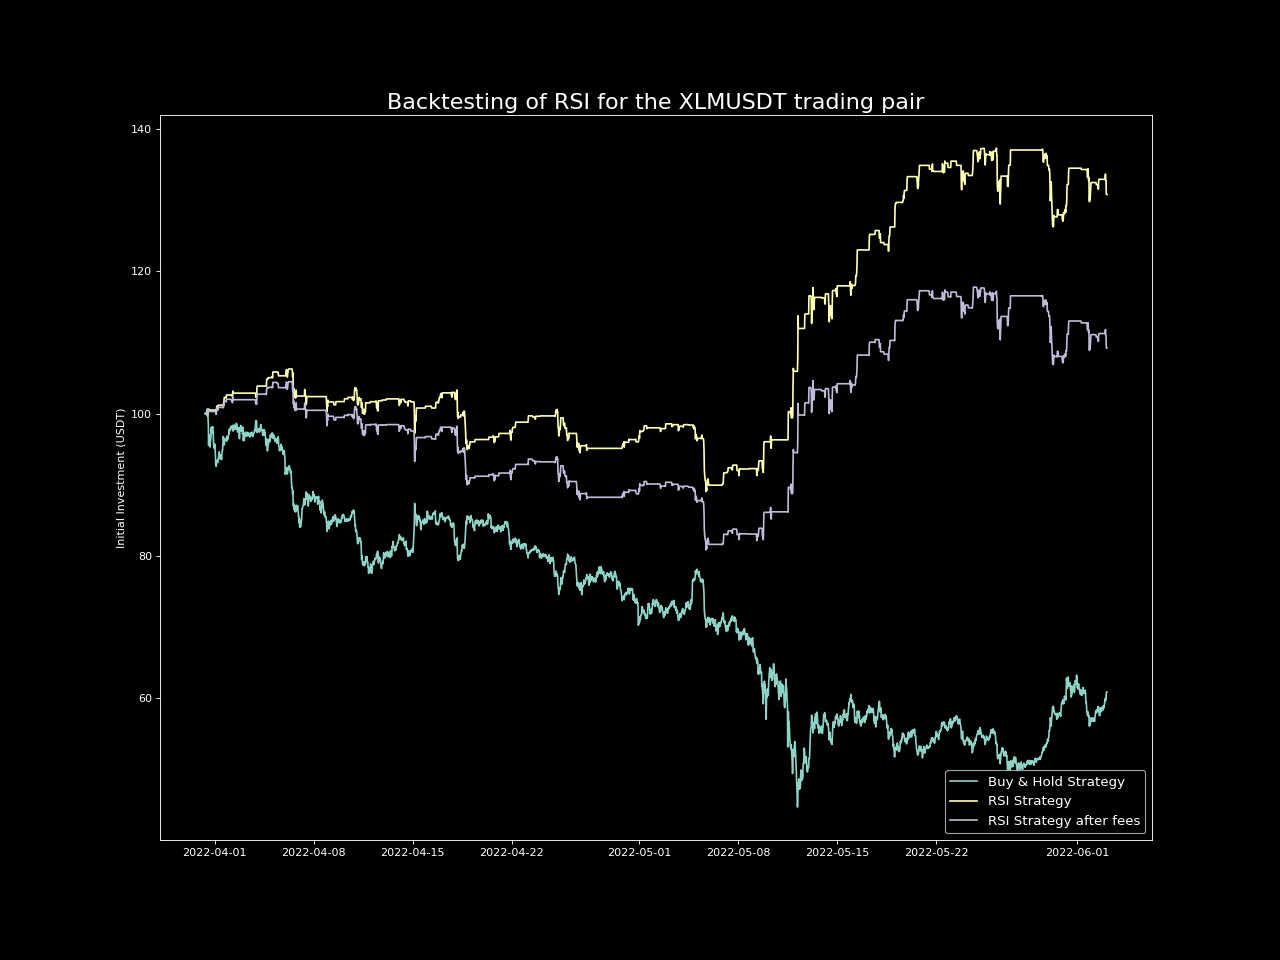 Backtesting of RSI for the XLMUSDT trading pair
140
120
100
80
60
Initial Investment (USDT)
Buy & Hold Strategy
RSI Strategy
RSI Strategy after fees
2022-04-01 2022-04-08 2022-04-15 2022-04-22 2022-05-01 2022-05-08 2022-05-15 2022-05-22 2022-06-01